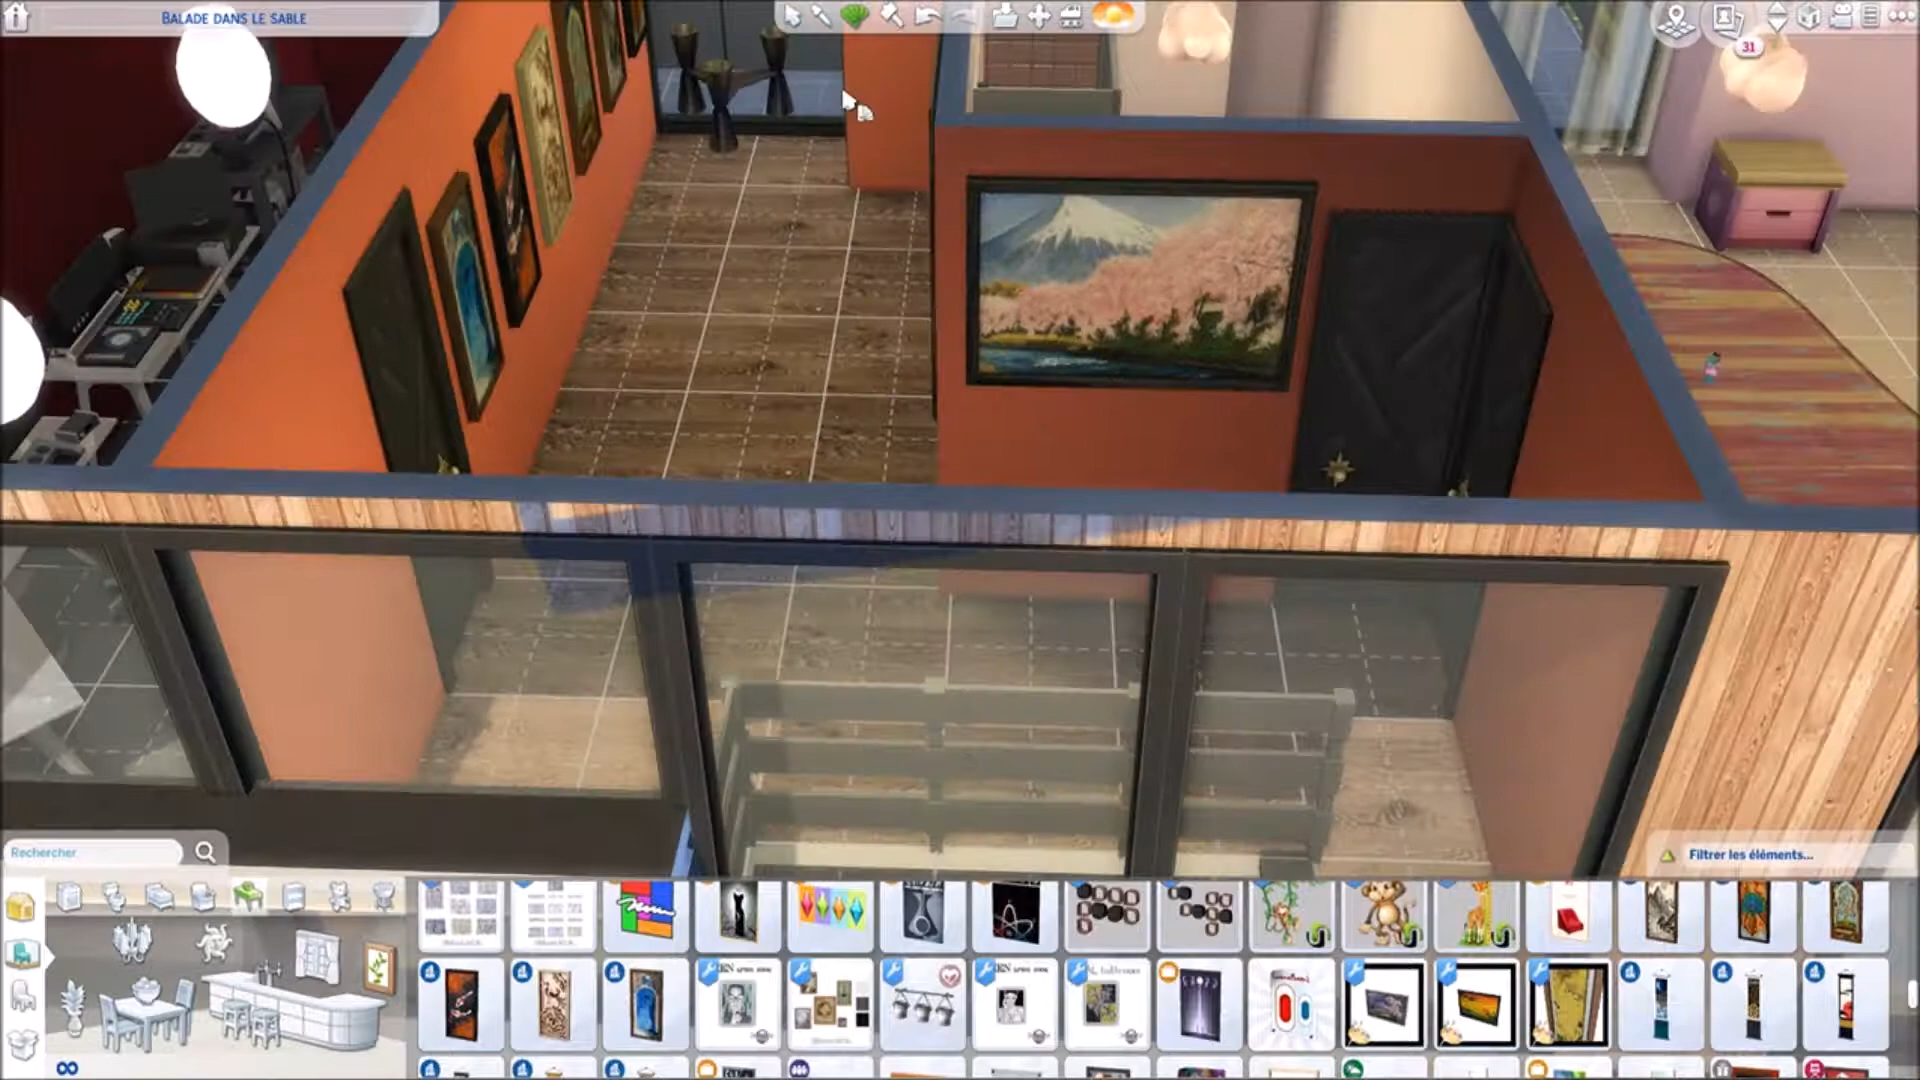 Balade dans le sable
31
Rechercher
Filtrer les éléments...